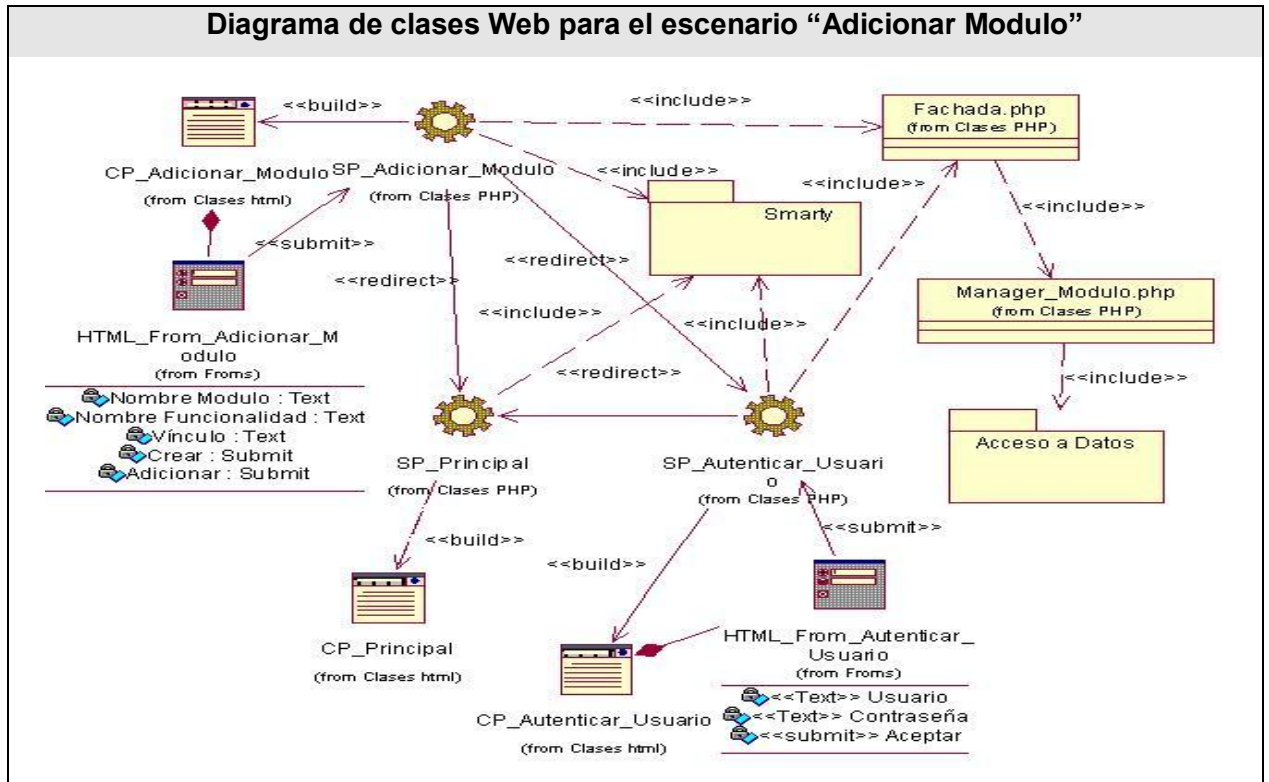 Diagrama de clases Web para el escenario “Adicionar Modulo”
<<build>>
<<include>>
Fachada.php
(from Clases PHP)
CP_Adicionar_Modulo
(from Clases html)
SP_Adicionar_Modulo
(from Clases PHP)
<<include>>
<<include>>
Smarty
<<include>>
<<submit>>
<<redirect>>
<<redirect>>
Manager_Modulo.php
(from Clases PHP)
<<include>>
<<include>>
HTML_From_Adicionar_M
odulo
(from Froms)
Nombre Modulo : Text
Nombre Funcionalidad : Text
Vínculo : Text
Crear : Submit
Adicionar : Submit
<<redirect>>
<<include>>
Acceso a Datos
SP_Principal
(from Clases PHP)
SP_Autenticar_Usuari
o
(from Clases PHP)
<<submit>>
<<build>>
<<build>>
CP_Principal
(from Clases html)
HTML_From_Autenticar_
Usuario
(from Froms)
<<Text>> Usuario
<<Text>> Contraseña
<<submit>> Aceptar
CP_Autenticar_Usuario
(from Clases html)